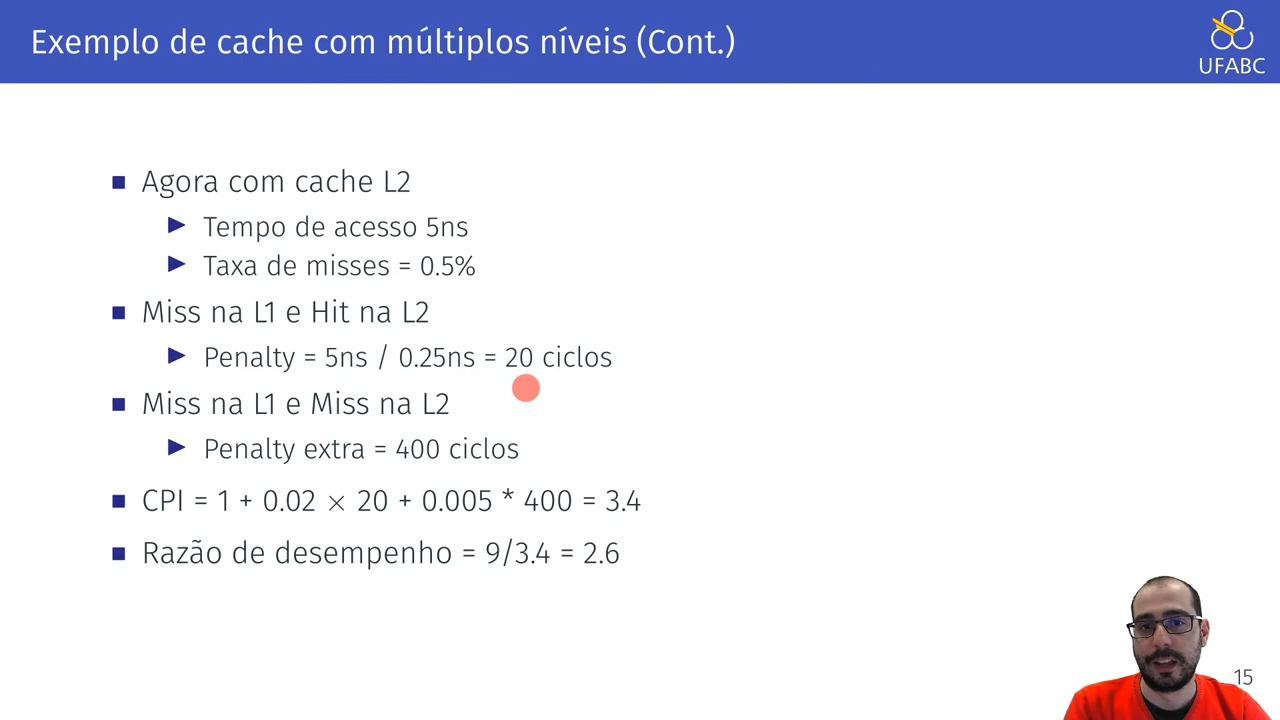 Exemplo de cache com múltiplos níveis (Cont.)
UFABC
Agora com cache L2
Tempo de acesso 5ns
Taxa de misses = 0.5%
Miss na L1 e Hit na L2
Penalty = 5ns / 0.25ns = 20 ciclos
Miss na L1 e Miss na L2
Penalty extra = 400 ciclos
CPI = 1 + 0.02 × 20 + 0.005 * 400 = 3.4
Razão de desempenho = 9/3.4 = 2.6
15